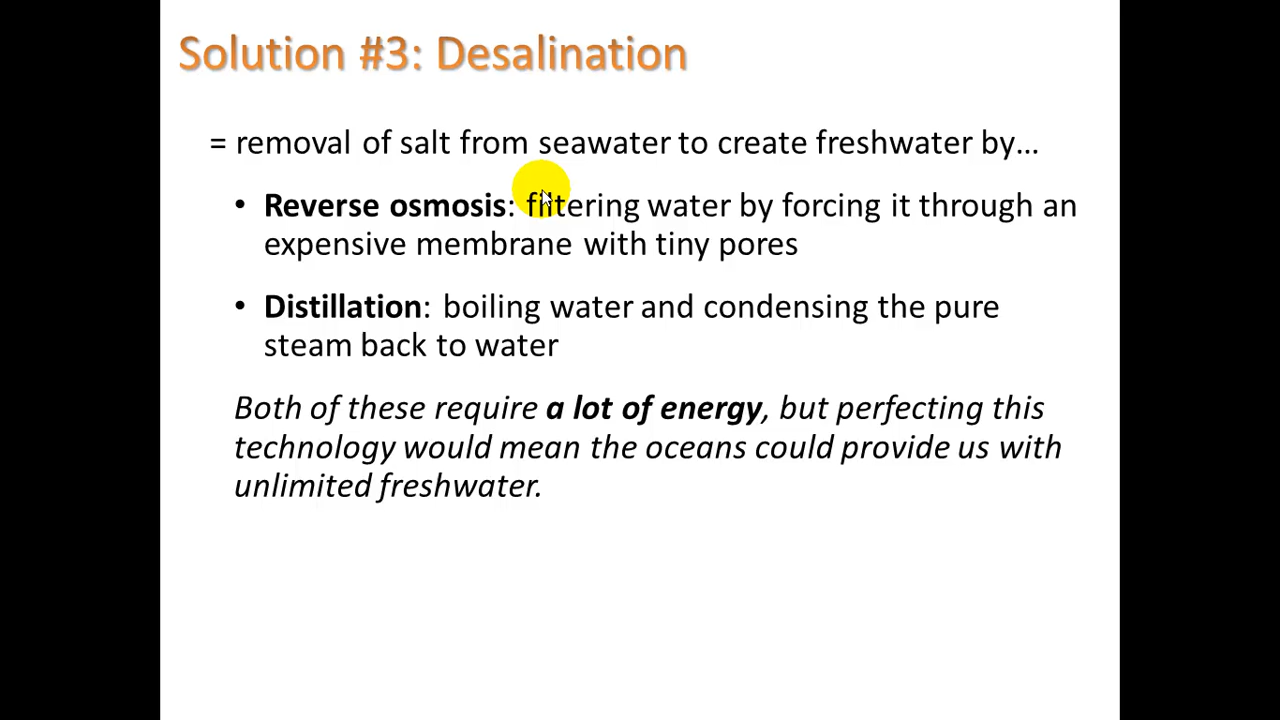 Solution #3: Desalination
= removal of salt from seawater to create freshwater by…
• Reverse osmosis: filtering water by forcing it through an
expensive membrane with tiny pores
• Distillation: boiling water and condensing the pure
steam back to water
Both of these require a lot of energy, but perfecting this
technology would mean the oceans could provide us with
unlimited freshwater.